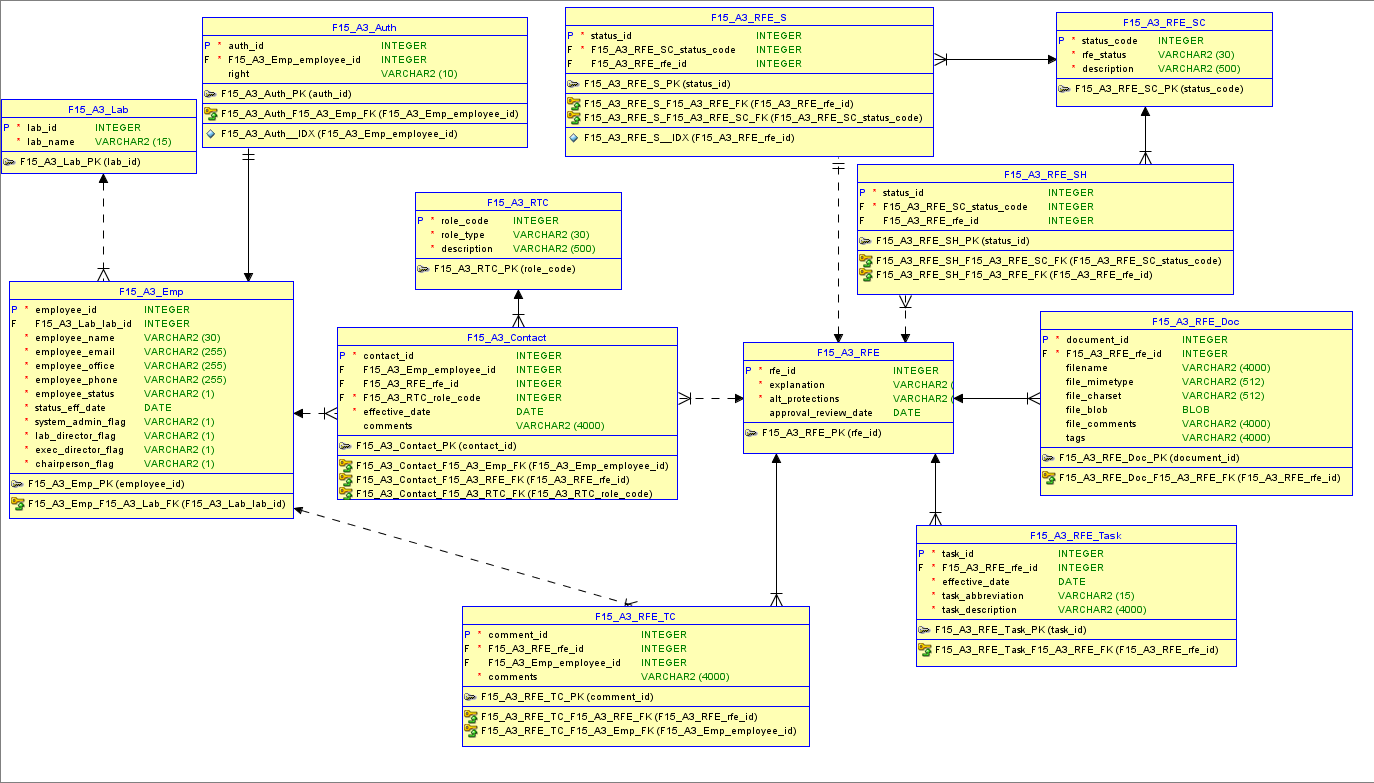 F15_A3_Lab
P * lab_id INTEGER
* lab_name VARCHAR2 (15)
F15_A3_Lab_PK (lab_id)
F15_A3_Auth
P * auth_id INTEGER
F * F15_A3_Emp_employee_id INTEGER
right VARCHAR2 (10)
F15_A3_Auth_PK (auth_id)
F15_A3_Auth_F15_A3_Emp_FK (F15_A3_Emp_employee_id)
F15_A3_Auth__IDX (F15_A3_Emp_employee_id)
F15_A3_RFE_S
P * status_id INTEGER
F * F15_A3_RFE_SC_status_code INTEGER
F F15_A3_RFE_rfe_id INTEGER
F15_A3_RFE_S_PK (status_id)
F15_A3_RFE_S_F15_A3_RFE_FK (F15_A3_RFE_rfe_id)
F15_A3_RFE_S_F15_A3_RFE_SC_FK (F15_A3_RFE_SC_status_code)
F15_A3_RFE_S__IDX (F15_A3_RFE_rfe_id)
F15_A3_RFE_SC
P * status_code INTEGER
* rfe_status VARCHAR2 (30)
* description VARCHAR2 (500)
F15_A3_RFE_SC_PK (status_code)
F15_A3_RTC
P * role_code INTEGER
* role_type VARCHAR2 (30)
* description VARCHAR2 (500)
F15_A3_RTC_PK (role_code)
F15_A3_RFE_SH
P * status_id INTEGER
F * F15_A3_RFE_SC_status_code INTEGER
F F15_A3_RFE_rfe_id INTEGER
F15_A3_RFE_SH_PK (status_id)
F15_A3_RFE_SH_F15_A3_RFE_SC_FK (F15_A3_RFE_SC_status_code)
F15_A3_RFE_SH_F15_A3_RFE_FK (F15_A3_RFE_rfe_id)
F15_A3_Emp
P * employee_id INTEGER
F F15_A3_Lab_lab_id INTEGER
* employee_name VARCHAR2 (30)
* employee_email VARCHAR2 (255)
* employee_office VARCHAR2 (255)
* employee_phone VARCHAR2 (255)
* employee_status VARCHAR2 (1)
* status_eff_date DATE
* system_admin_flag VARCHAR2 (1)
* lab_director_flag VARCHAR2 (1)
* exec_director_flag VARCHAR2 (1)
* chairperson_flag VARCHAR2 (1)
F15_A3_Emp_PK (employee_id)
F15_A3_Emp_F15_A3_Lab_FK (F15_A3_Lab_lab_id)
F15_A3_Contact
P * contact_id INTEGER
F F15_A3_Emp_employee_id INTEGER
F F15_A3_RFE_rfe_id INTEGER
F * F15_A3_RTC_role_code INTEGER
* effective_date DATE
comments VARCHAR2 (4000)
F15_A3_Contact_PK (contact_id)
F15_A3_Contact_F15_A3_Emp_FK (F15_A3_Emp_employee_id)
F15_A3_Contact_F15_A3_RFE_FK (F15_A3_RFE_rfe_id)
F15_A3_Contact_F15_A3_RTC_FK (F15_A3_RTC_role_code)
F15_A3_RFE
P * rfe_id INTEGER
* explanation VARCHAR2 (
* alt_protections VARCHAR2 (
approval_review_date DATE
F15_A3_RFE_PK (rfe_id)
F15_A3_RFE_Doc
P * document_id INTEGER
F * F15_A3_RFE_rfe_id INTEGER
filename VARCHAR2 (4000)
file_mimetype VARCHAR2 (512)
file_charset VARCHAR2 (512)
file_blob BLOB
file_comments VARCHAR2 (4000)
tags VARCHAR2 (4000)
F15_A3_RFE_Doc_PK (document_id)
F15_A3_RFE_Doc_F15_A3_RFE_FK (F15_A3_RFE_rfe_id)
F15_A3_RFE_Task
P * task_id INTEGER
F * F15_A3_RFE_rfe_id INTEGER
* effective_date DATE
* task_abbreviation VARCHAR2 (15)
* task_description VARCHAR2 (4000)
F15_A3_RFE_Task_PK (task_id)
F15_A3_RFE_Task_F15_A3_RFE_FK (F15_A3_RFE_rfe_id)
F15_A3_RFE_TC
P * comment_id INTEGER
F * F15_A3_RFE_rfe_id INTEGER
F F15_A3_Emp_employee_id INTEGER
* comments VARCHAR2 (4000)
F15_A3_RFE_TC_PK (comment_id)
F15_A3_RFE_TC_F15_A3_RFE_FK (F15_A3_RFE_rfe_id)
F15_A3_RFE_TC_F15_A3_Emp_FK (F15_A3_Emp_employee_id)